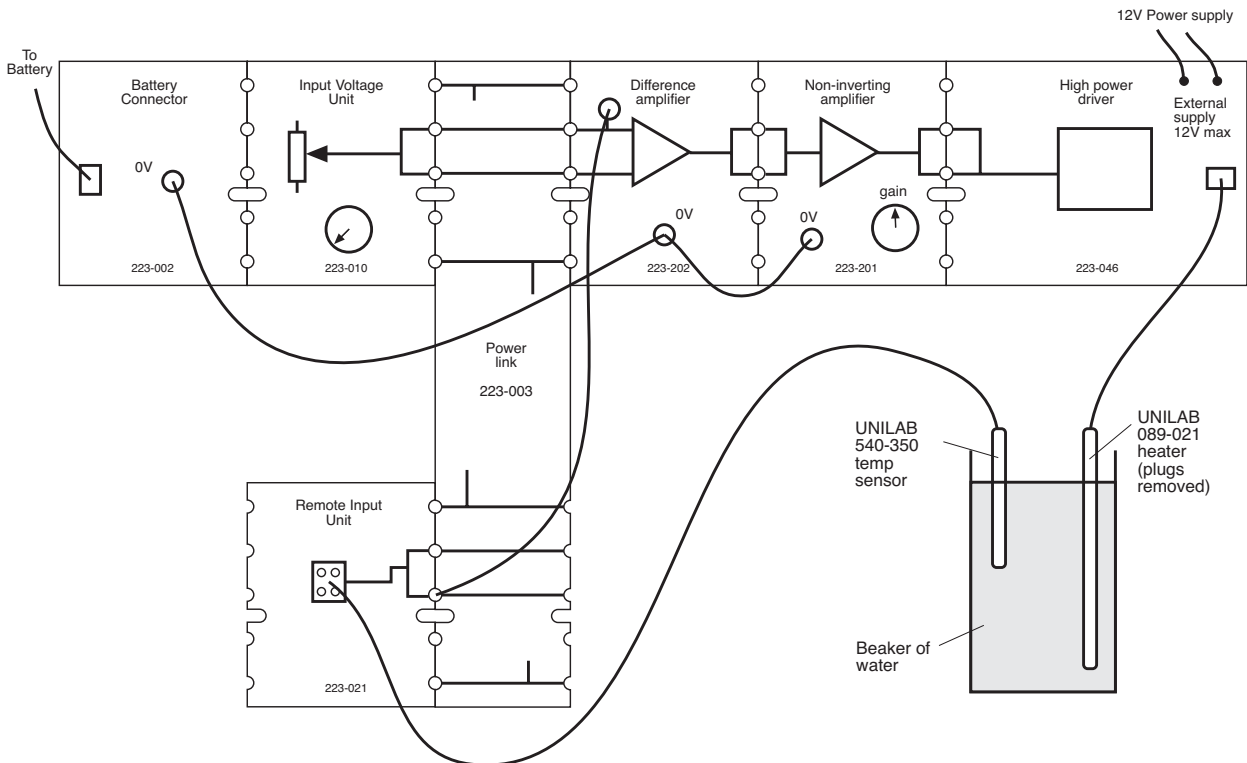 12V Power supply
To
Battery
Battery
Connector
0V
223-002
Input Voltage
Unit
223-010
Difference
amplifier
0V
223-202
Non-inverting
amplifier
0V
gain
223-201
High power
driver
223-046
External
supply
12V max
Power
link
223-003
Remote Input
Unit
223-021
UNILAB
540-350
temp
sensor
UNILAB
089-021
heater
(plugs
removed)
Beaker of
water